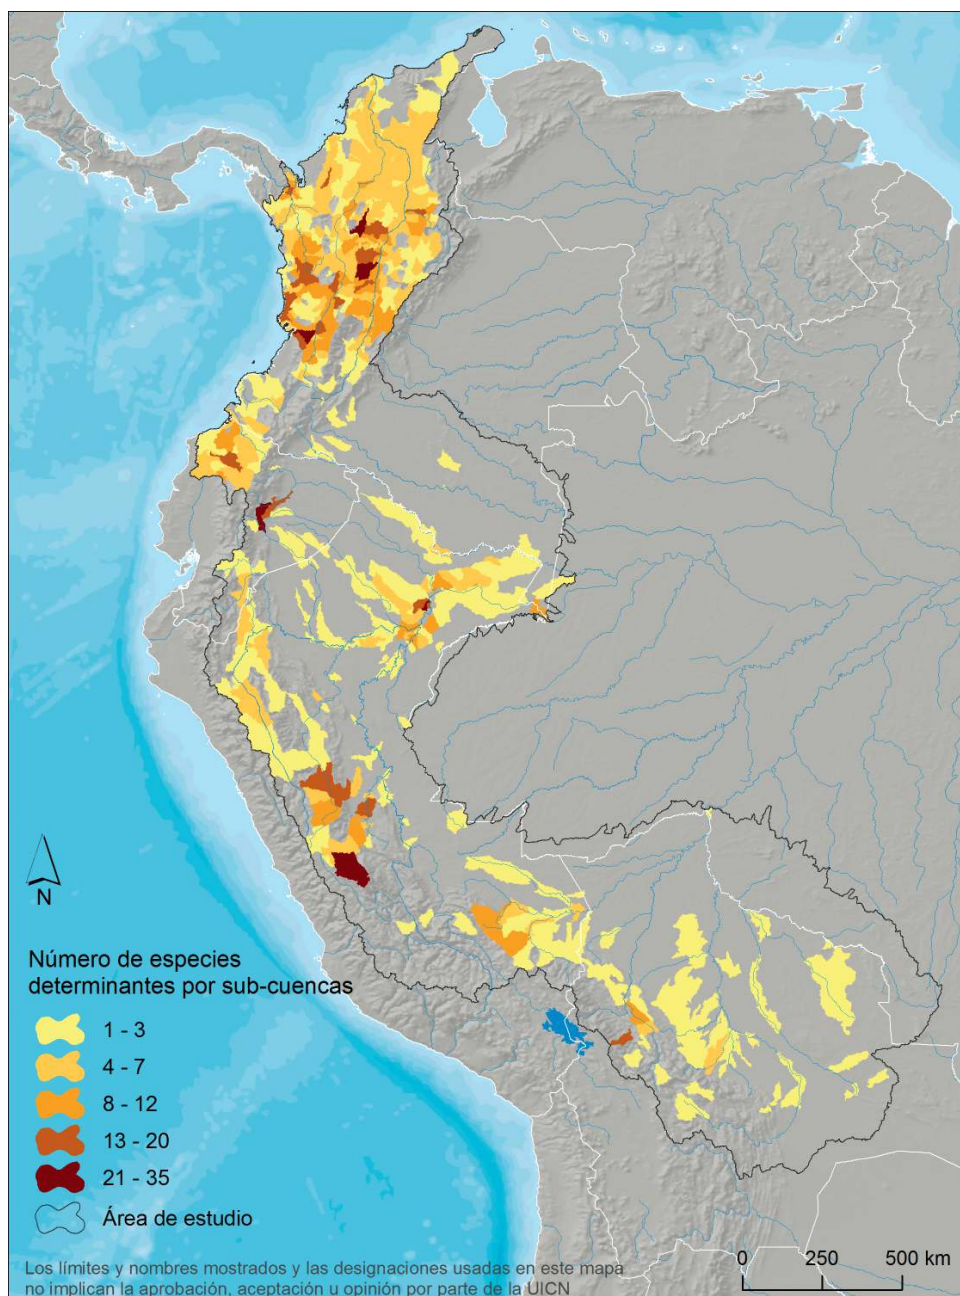 N
Número de especies
determinantes por sub-cuencas
1 - 3
4 - 7
8 - 12
13 - 20
21 - 35
Área de estudio
0 250 500 km
Los límites y nombres mostrados y las designaciones usadas en este mapa
no implican la aprobación, aceptación u opinión por parte de la UICN